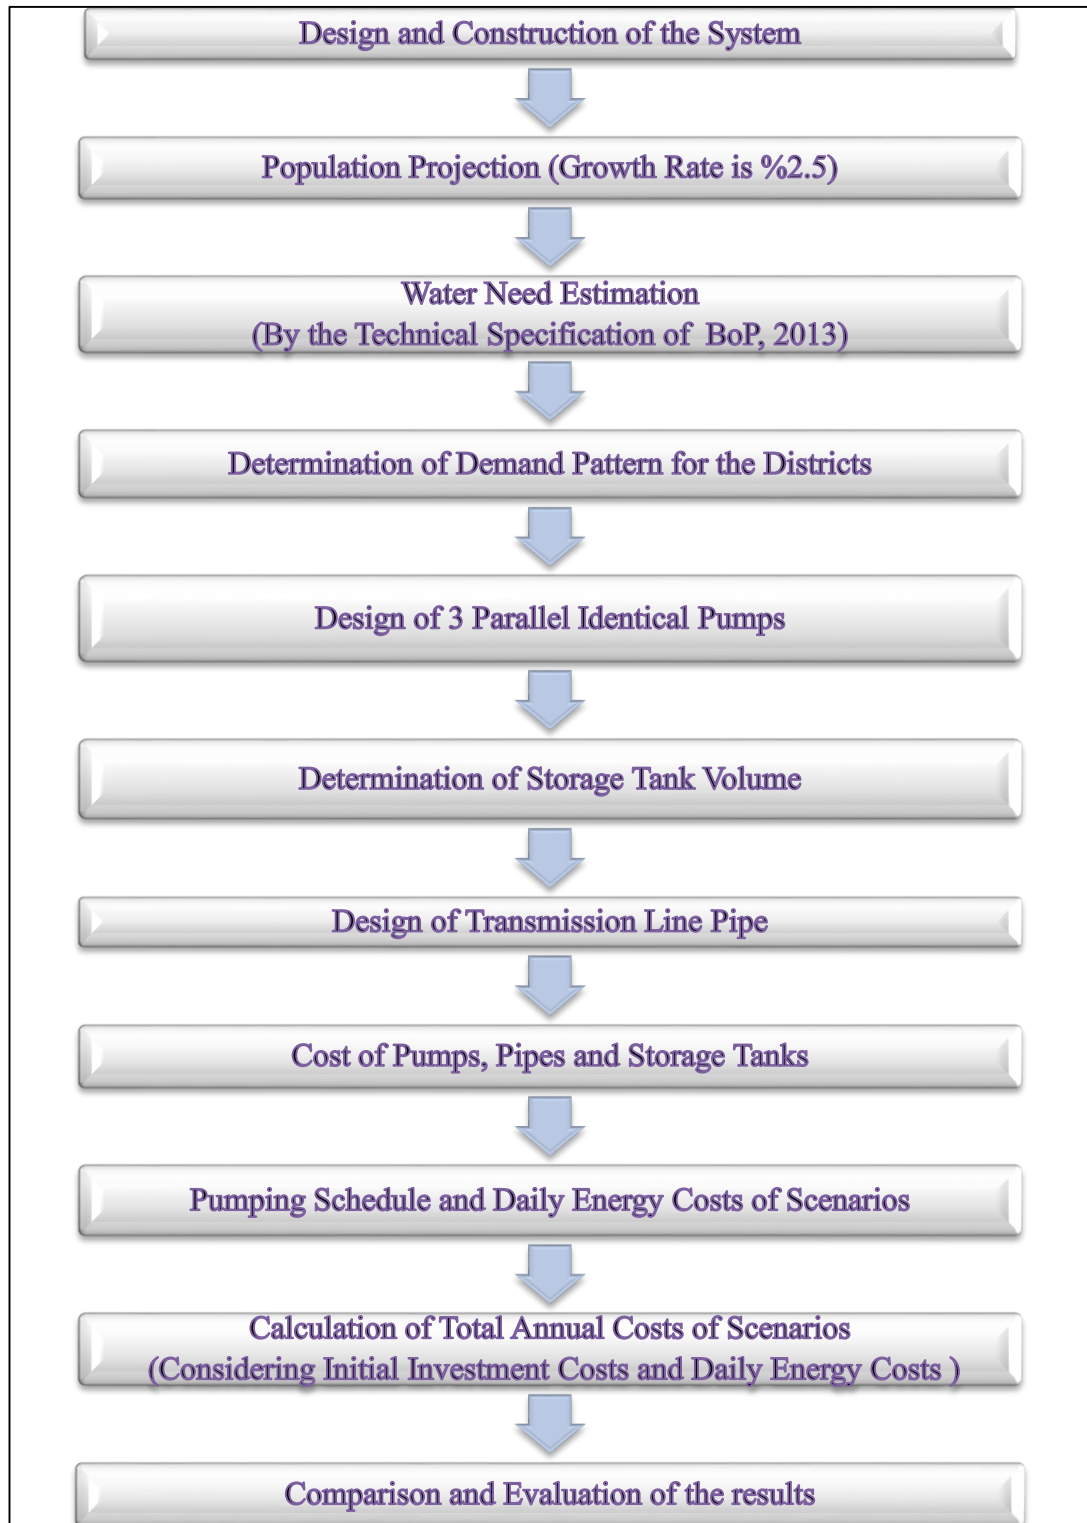 Design and Construction of the System
Population Projection (Growth Rate is %2.5)
Water Need Estimation
(By the Technical Specification of BoP, 2013)
Determination of Demand Pattern for the Districts
Design of 3 Parallel Identical Pumps
Determination of Storage Tank Volume
Design of Transmission Line Pipe
Cost of Pumps, Pipes and Storage Tanks
Pumping Schedule and Daily Energy Costs of Scenarios
Calculation of Total Annual Costs of Scenarios
(Considering Initial Investment Costs and Daily Energy Costs )
Comparison and Evaluation of the results